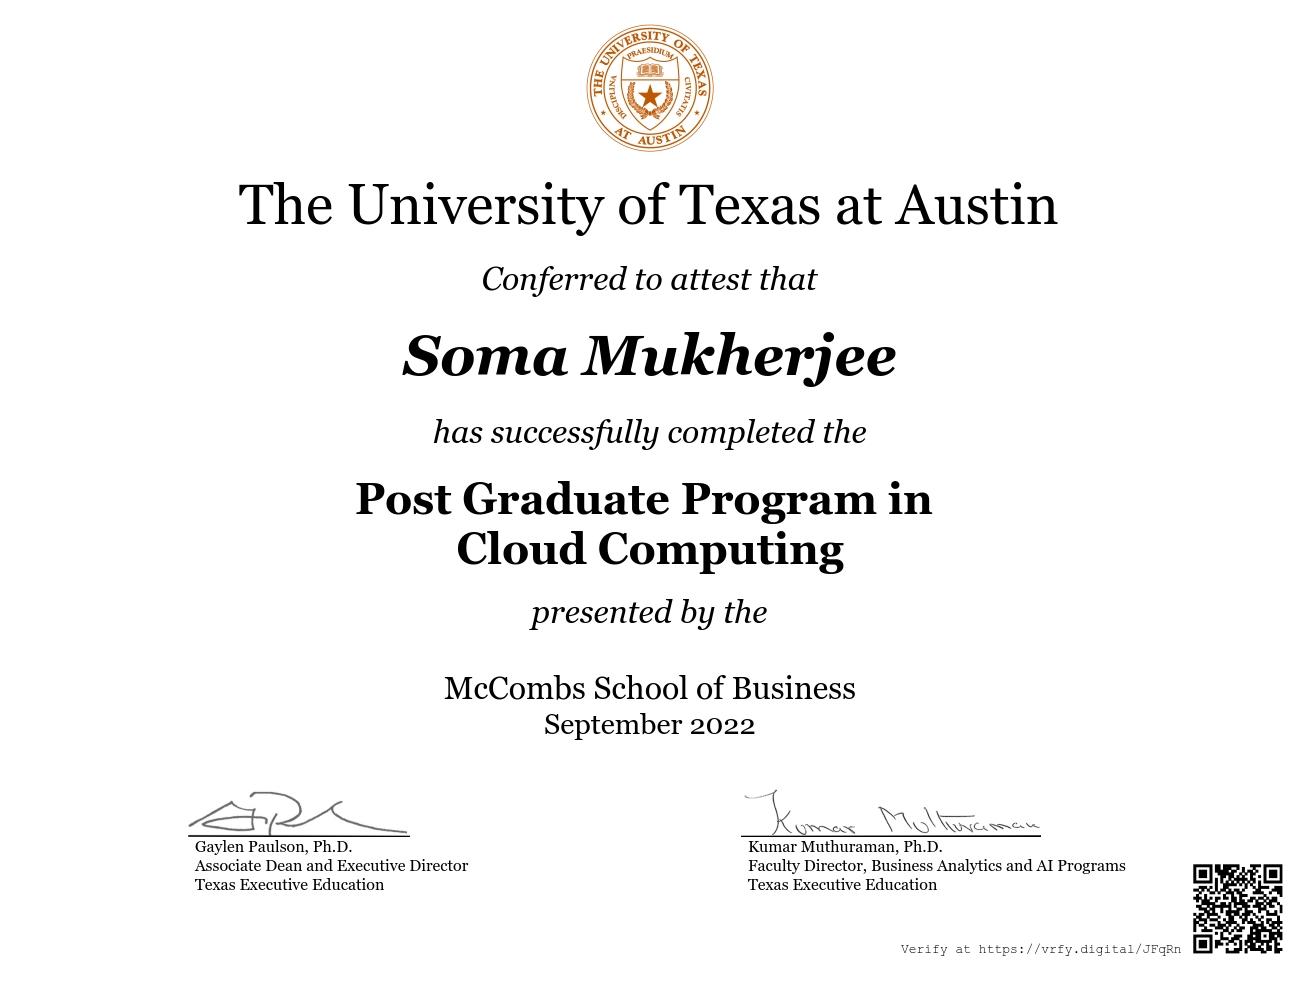 THE UNIVERSITY OF TEXAS
AT AUSTIN
PRAESIDIUM
DISCIPLINA
CIVITATIS
The University of Texas at Austin
Conferred to attest that
Soma Mukherjee
has successfully completed the
Post Graduate Program in
Cloud Computing
presented by the
McCombs School of Business
September 2022
Kumar Muthuraman
Gaylen Paulson, Ph.D.
Associate Dean and Executive Director
Texas Executive Education
Kumar Muthuraman, Ph.D.
Faculty Director, Business Analytics and AI Programs
Texas Executive Education
Verify at https://vrfy.digital/JFqRn